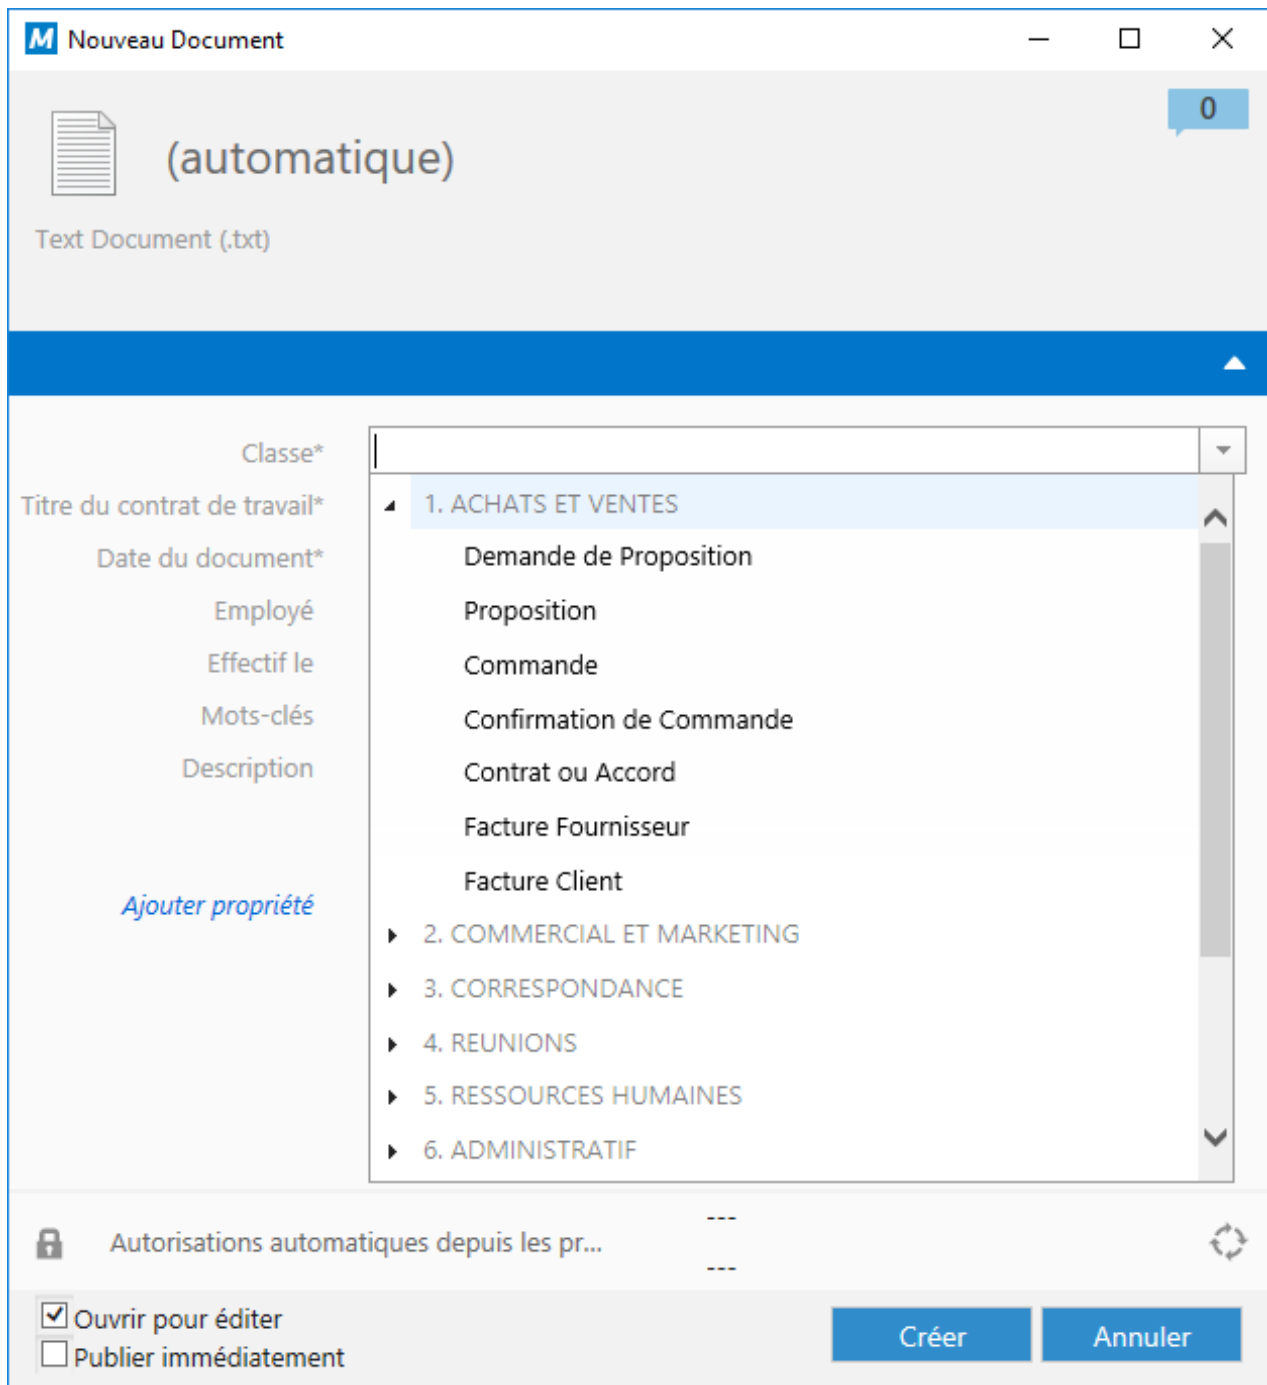 M Nouveau Document
0
(automatique)
Text Document (.txt)
Classe*
Titre du contrat de travail*
Date du document*
Employé
Effectif le
Mots-clés
Description
Ajouter propriété
1. ACHATS ET VENTES
Demande de Proposition
Proposition
Commande
Confirmation de Commande
Contrat ou Accord
Facture Fournisseur
Facture Client
2. COMMERCIAL ET MARKETING
3. CORRESPONDANCE
4. REUNIONS
5. RESSOURCES HUMAINES
6. ADMINISTRATIF
---
Autorisations automatiques depuis les pr...
---
Ouvrir pour éditer
Publier immédiatement
Créer
Annuler